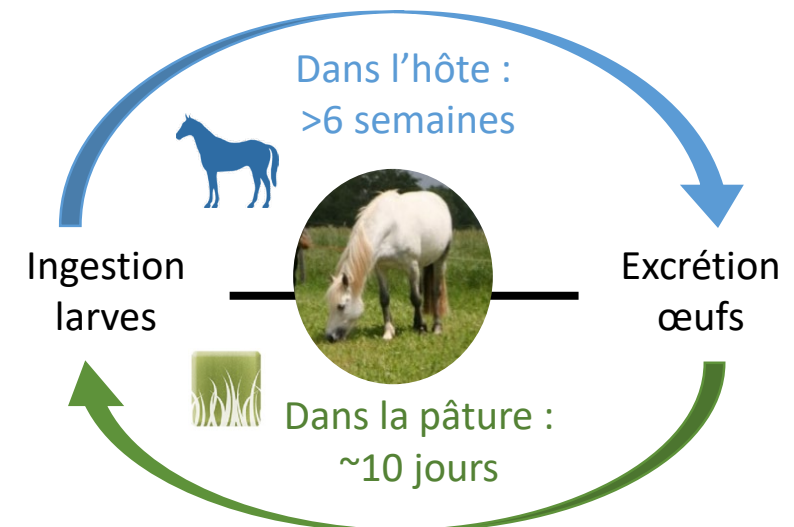 Dans l’hôte :
>6 semaines
Ingestion
larves
Excrétion
œufs
Dans la pâture :
~10 jours